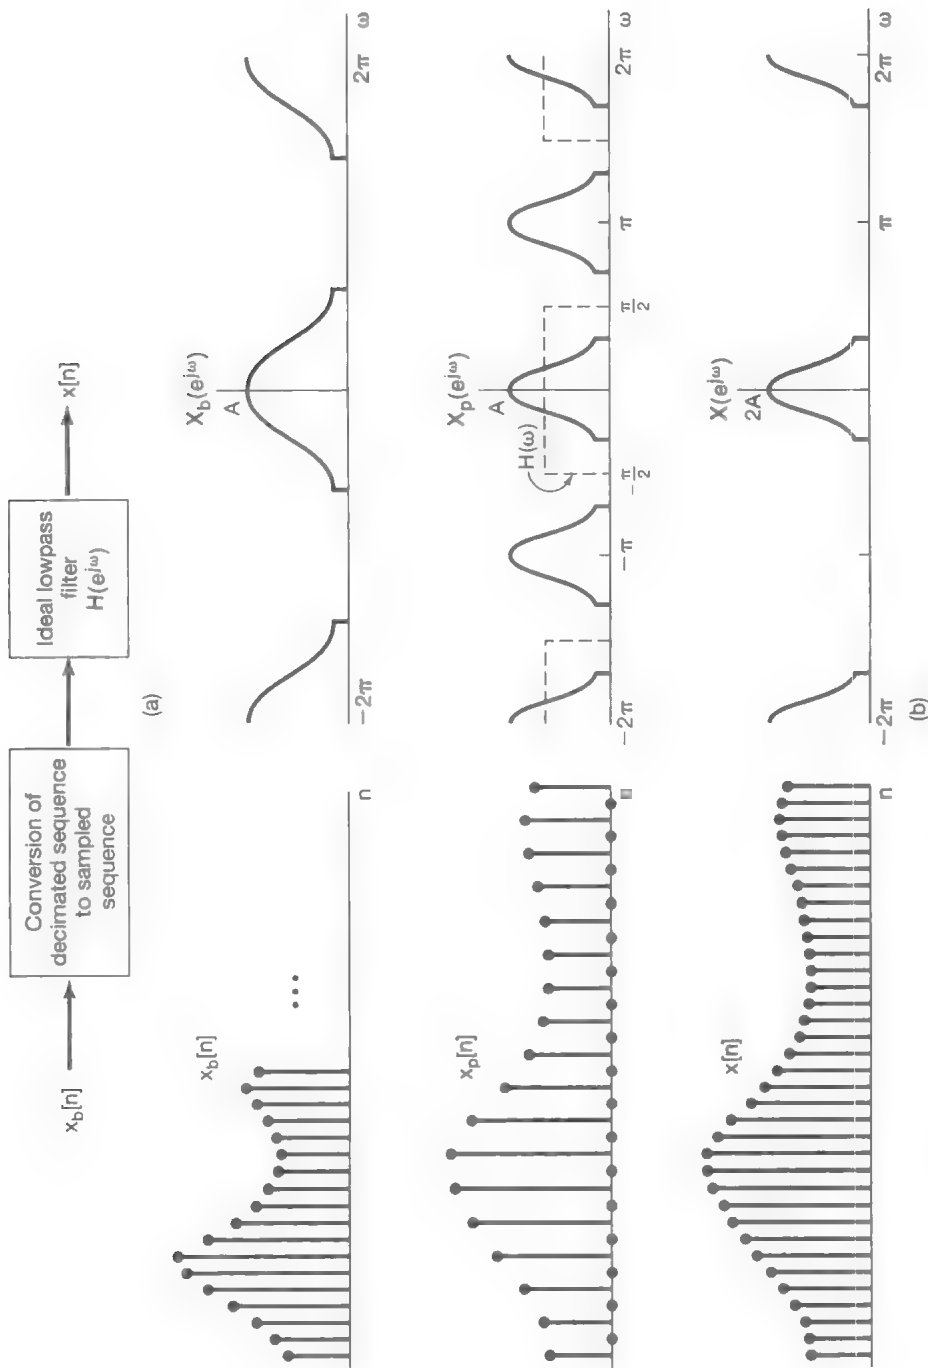 x_b[n]
Conversion of
decimated sequence
to sampled
sequence
Ideal lowpass
filter
H(e^jω)
x[n]
(a)
x_b[n]
...
n
X_b(e^jω)
A
-2π
2π
ω
x_p[n]
X_p(e^jω)
A
H(ω)
-2π
-π
-π/2
π/2
π
2π
ω
x[n]
n
X(e^jω)
2A
-2π
π
2π
ω
(b)